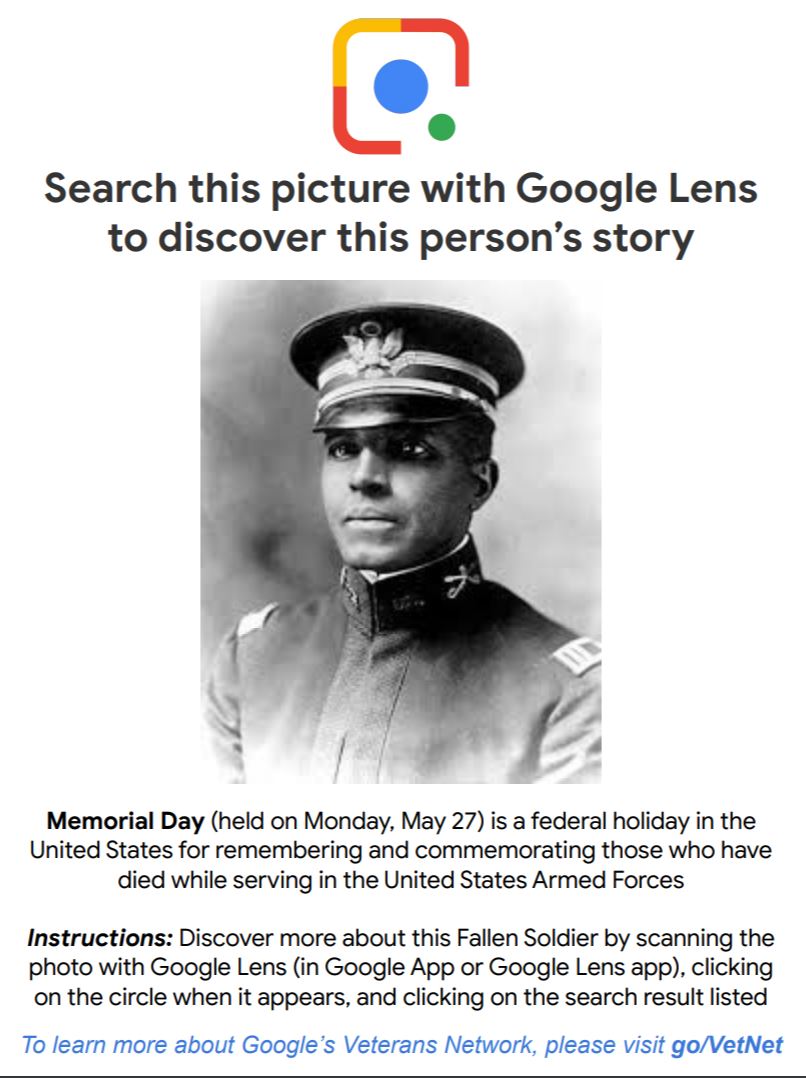 Search this picture with Google Lens
to discover this person’s story
Memorial Day (held on Monday, May 27) is a federal holiday in the
United States for remembering and commemorating those who have
died while serving in the United States Armed Forces
Instructions: Discover more about this Fallen Soldier by scanning the
photo with Google Lens (in Google App or Google Lens app), clicking
on the circle when it appears, and clicking on the search result listed
To learn more about Google’s Veterans Network, please visit go/VetNet